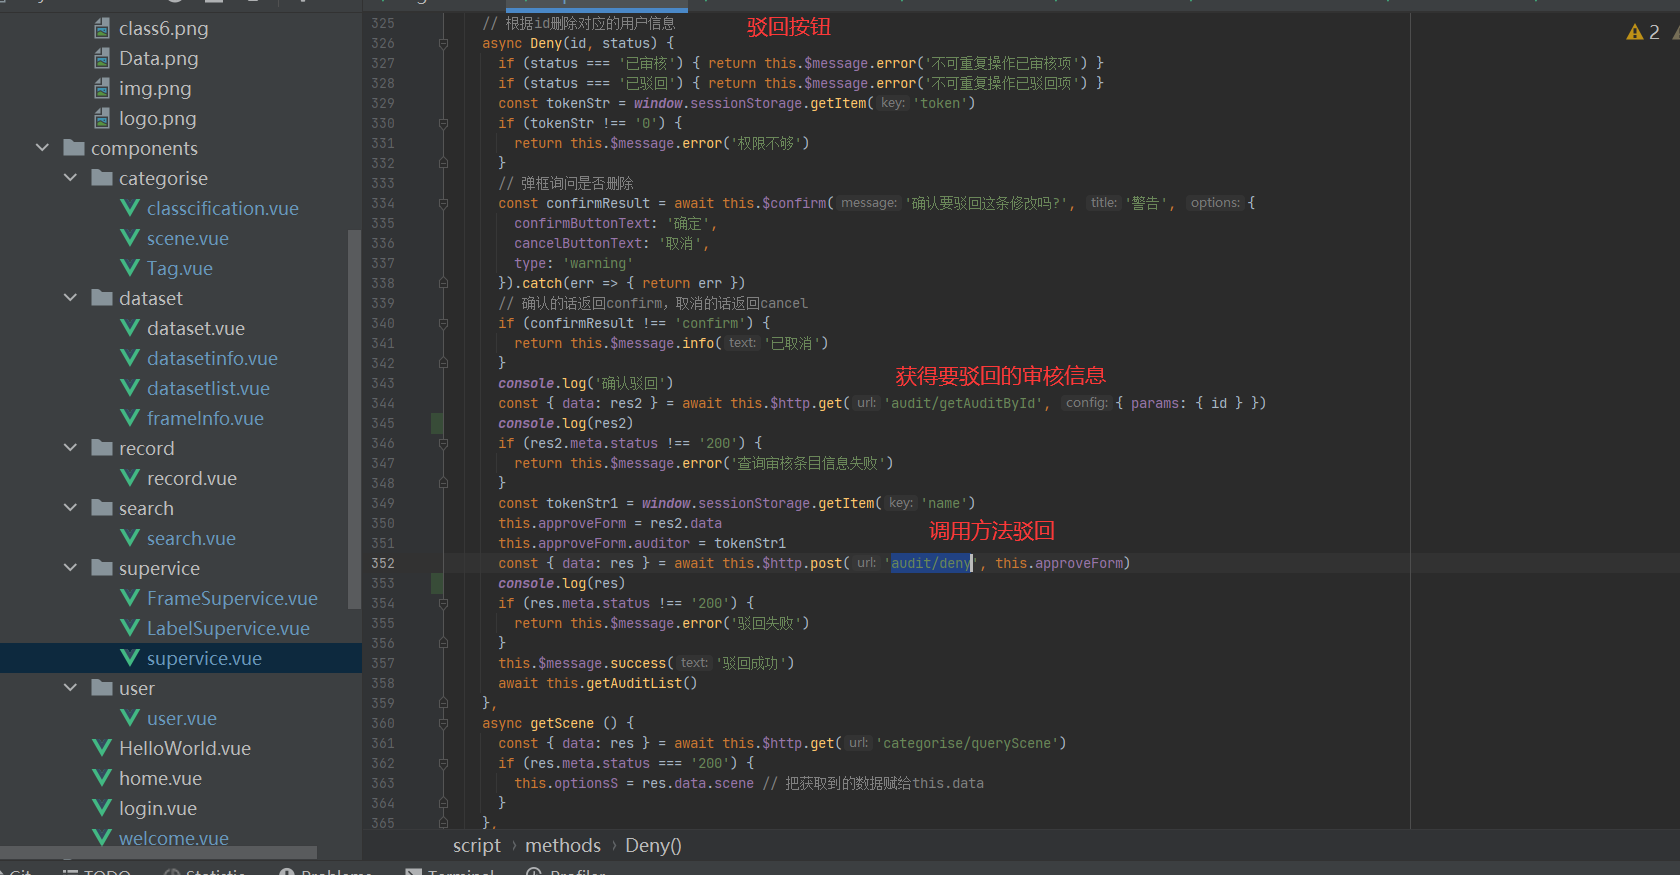 class6.png
Data.png
img.png
logo.png
components
categorise
classcification.vue
scene.vue
Tag.vue
dataset
dataset.vue
datasetinfo.vue
datasetlist.vue
frameInfo.vue
record
record.vue
search
search.vue
supervice
FrameSupervice.vue
LabelSupervice.vue
supervice.vue
user
user.vue
HelloWorld.vue
home.vue
login.vue
welcome.vue
325 // 根据id删除对应的用户信息
驳回按钮
2
326 async Deny(id, status) {
327 if (status === '已审核') { return this.$message.error('不可重复操作已审核项') }
328 if (status === '已驳回') { return this.$message.error('不可重复操作已驳回项') }
329 const tokenStr = window.sessionStorage.getItem( key: 'token')
330 if (tokenStr !== '0') {
331 return this.$message.error('权限不够')
332 }
333 // 弹框询问是否删除
334 const confirmResult = await this.$confirm( message: '确认要驳回这条修改吗?', title: '警告', options: {
335 confirmButtonText: '确定',
336 cancelButtonText: '取消',
337 type: 'warning'
338 }).catch(err => { return err })
339 // 确认的话返回confirm，取消的话返回cancel
340 if (confirmResult !== 'confirm') {
341 return this.$message.info( text: '已取消')
342 }
343 console.log('确认驳回')
获得要驳回的审核信息
344 const { data: res2 } = await this.$http.get( url: 'audit/getAuditById', config: { params: { id } })
345 console.log(res2)
346 if (res2.meta.status !== '200') {
347 return this.$message.error('查询审核条目信息失败')
348 }
349 const tokenStr1 = window.sessionStorage.getItem( key: 'name')
350 this.approveForm = res2.data
调用方法驳回
351 this.approveForm.auditor = tokenStr1
352 const { data: res } = await this.$http.post( url: 'audit/deny', this.approveForm)
353 console.log(res)
354 if (res.meta.status !== '200') {
355 return this.$message.error('驳回失败')
356 }
357 this.$message.success( text: '驳回成功')
358 await this.getAuditList()
359 },
360 async getScene () {
361 const { data: res } = await this.$http.get( url: 'categorise/queryScene')
362 if (res.meta.status === '200') {
363 this.optionsS = res.data.scene // 把获取到的数据赋给this.data
364 }
365 },
script › methods › Deny()
Git TODO Statistic Problems Terminal Profiler